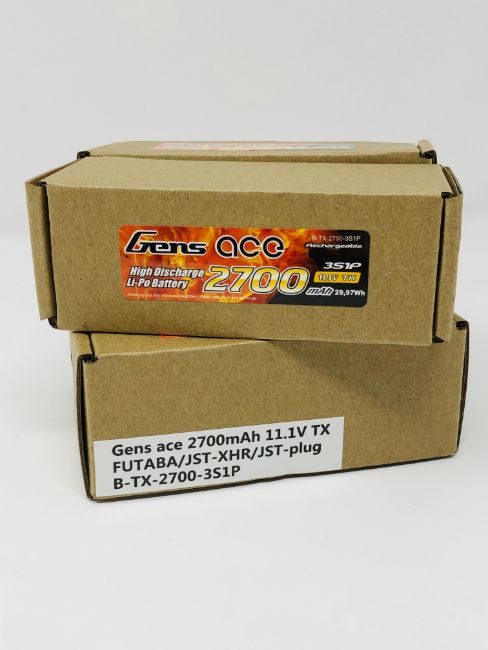 Gens ace
B-TX-2700-3S1P
Rechargeable
High Discharge
Li-Po Battery
2700
mAh
3S1P
11.1V TX
29,97Wh
Gens ace 2700mAh 11.1V TX
FUTABA/JST-XHR/JST-plug
B-TX-2700-3S1P